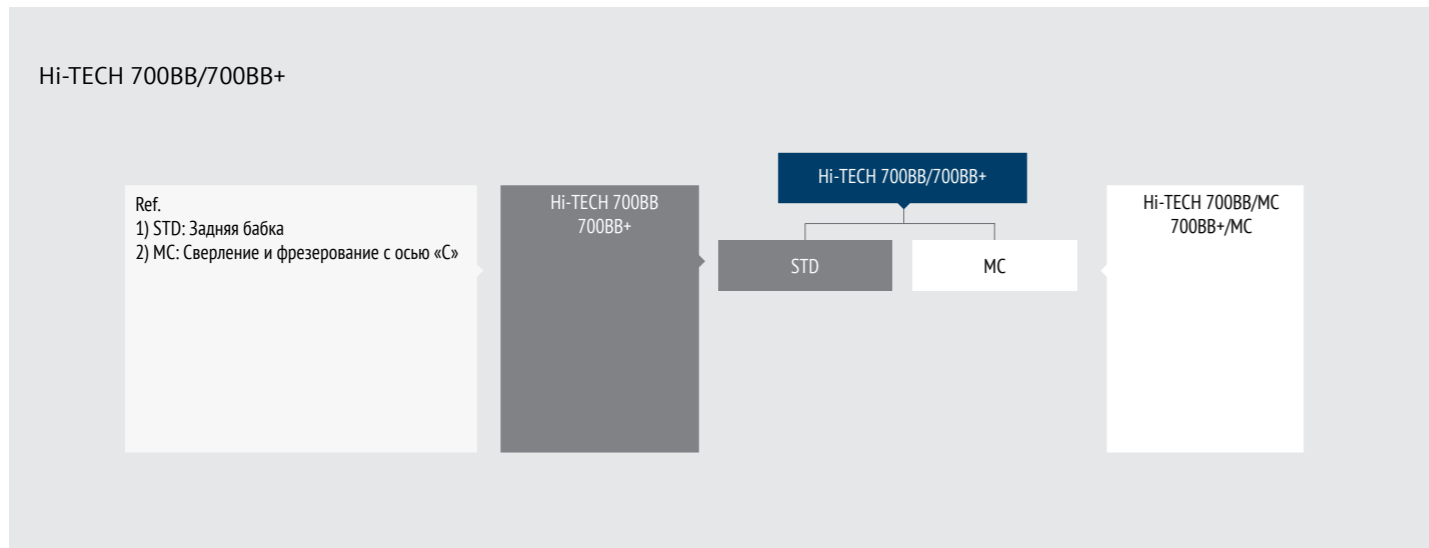 Hi-TECH 700BB/700BB+
Ref.
1) STD: Задняя бабка
2) MC: Сверление и фрезерование с осью «C»
Hi-TECH 700BB
700BB+
Hi-TECH 700BB/700BB+
STD
MC
Hi-TECH 700BB/MC
700BB+/MC